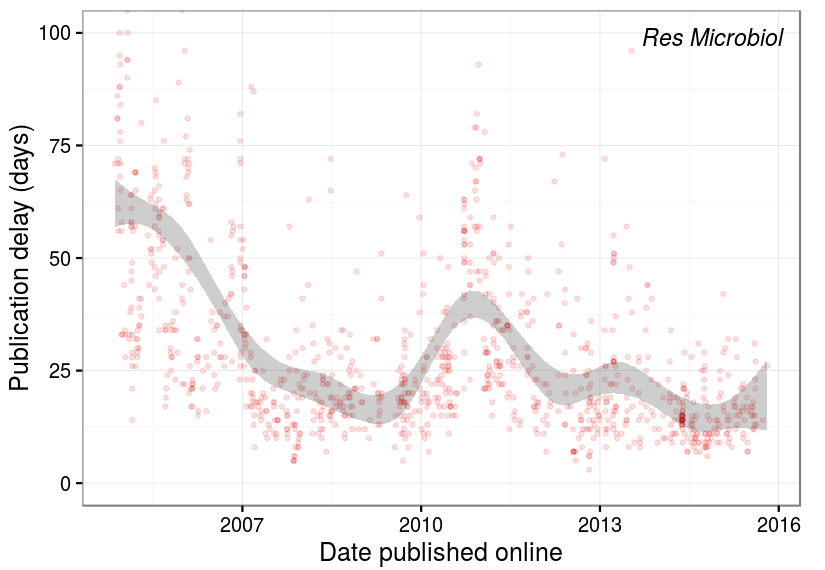 Res Microbiol
100
75
50
25
0
Publication delay (days)
2007 2010 2013 2016
Date published online